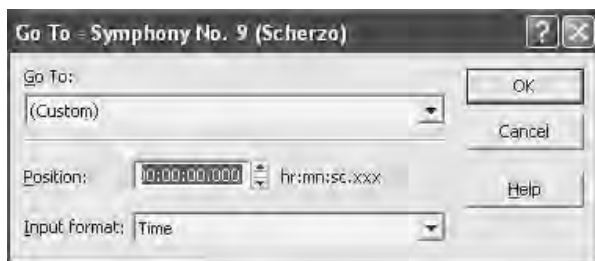 Go To - Symphony No. 9 (Scherzo)
Go To:
OK
(Custom)
Cancel
Position: 00:00:00.000 hr:mn:sc.xxx
Help
Input format: Time